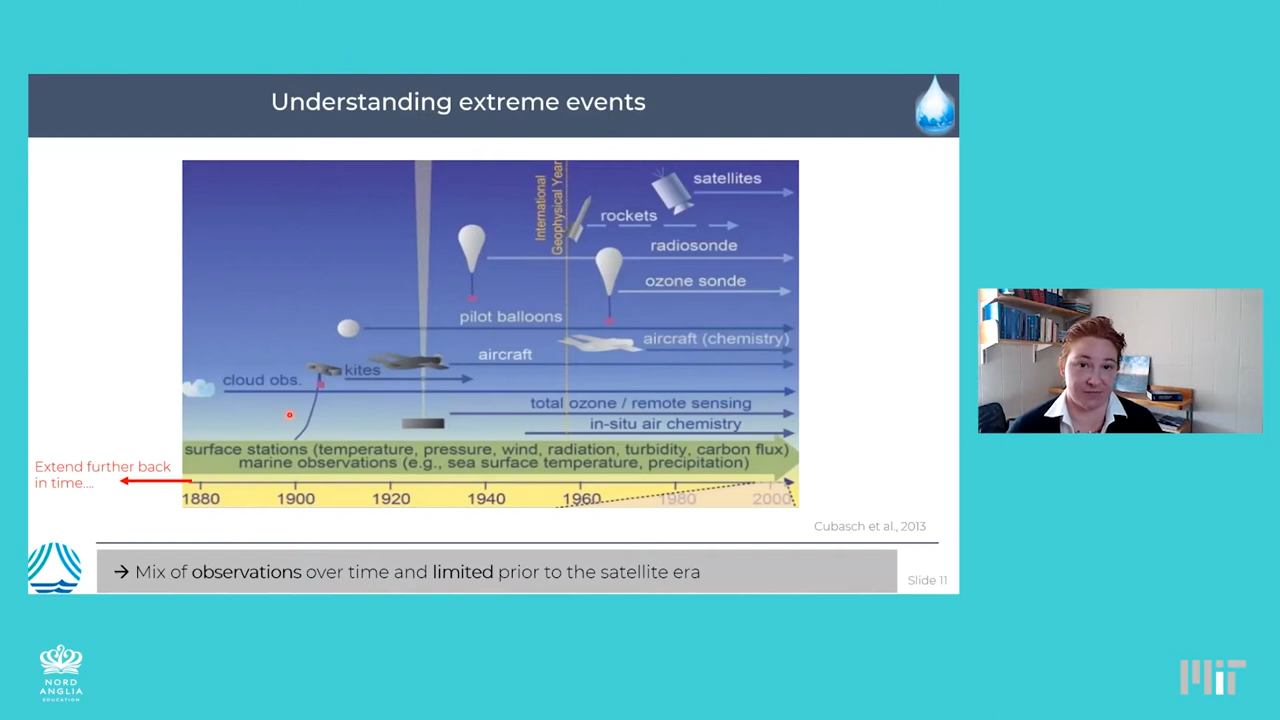 Understanding extreme events
satellites
International
Geophysical Year
rockets
radiosonde
ozone sonde
pilot balloons
aircraft (chemistry)
aircraft
kites
cloud obs.
total ozone / remote sensing
in-situ air chemistry
surface stations (temperature, pressure, wind, radiation, turbidity, carbon flux)
marine observations (e.g., sea surface temperature, precipitation)
Extend further back
in time....
1880 1900 1920 1940 1960 1980 2000
Cubasch et al., 2013
→ Mix of observations over time and limited prior to the satellite era
Slide 11
NORD
ANGLIA
EDUCATION
MIT